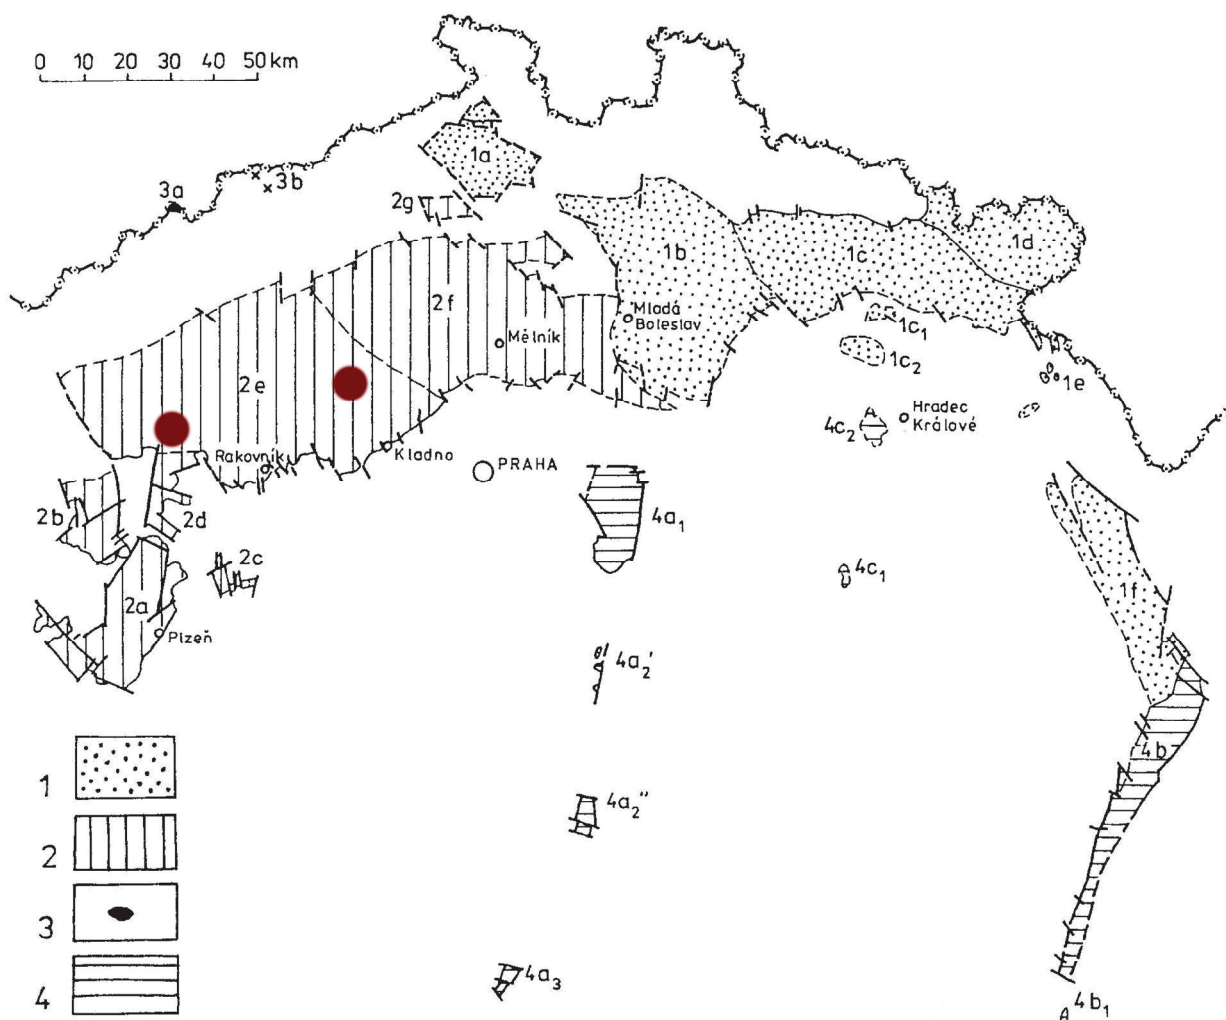 0 10 20 30 40 50 km
1a
3b
3a
2g
1b
1c
1d
2f
Mladá
Boleslav
1c₁
Mělník
1c₂
1e
2e
4c₂
Hradec
Králové
Rakovník
Kladno
PRAHA
2b
2d
4a₁
2c
4c₁
1f
2a
Plzeň
4a₂'
1
4b
4a₂"
2
3
4
4a₃
4b₁